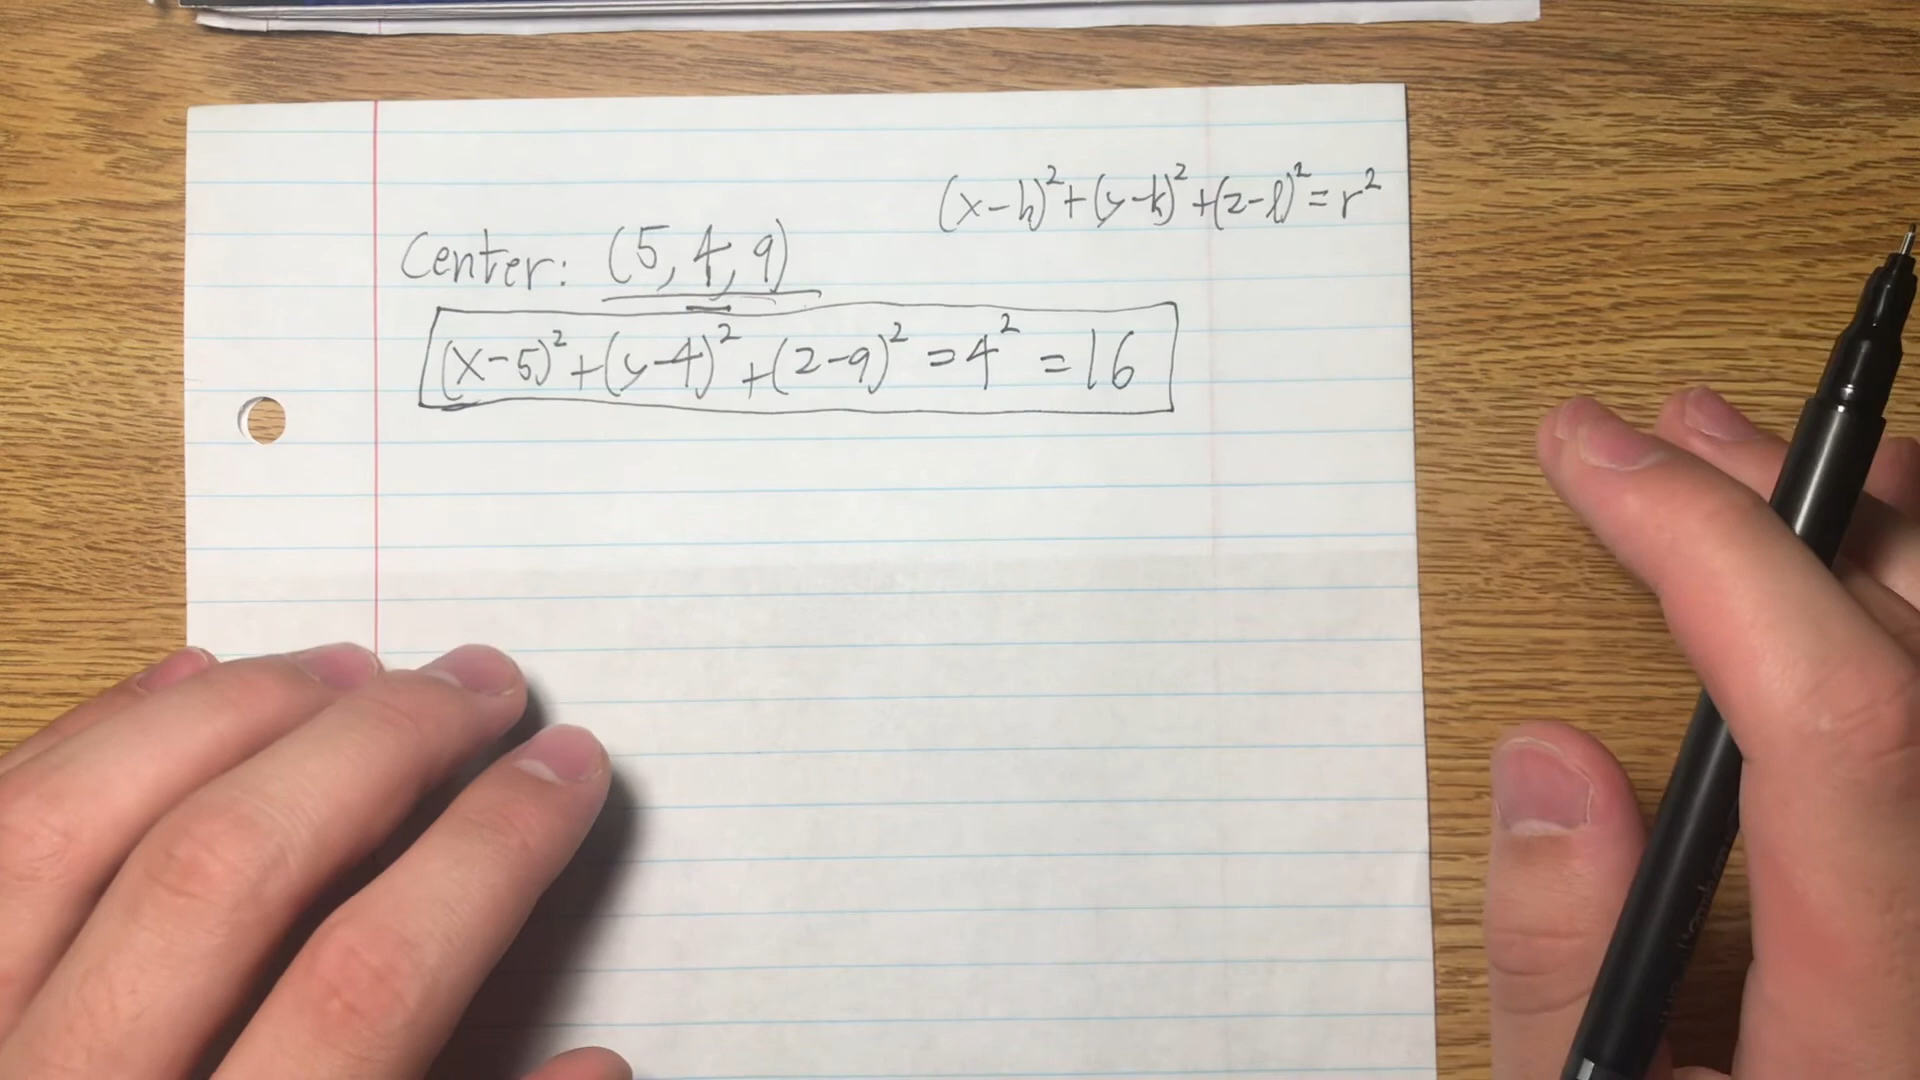 (x-h)²+(y-k)²+(z-l)²=r²
Center: (5,4,9)
(x-5)²+(y-4)²+(z-9)²=4²=16